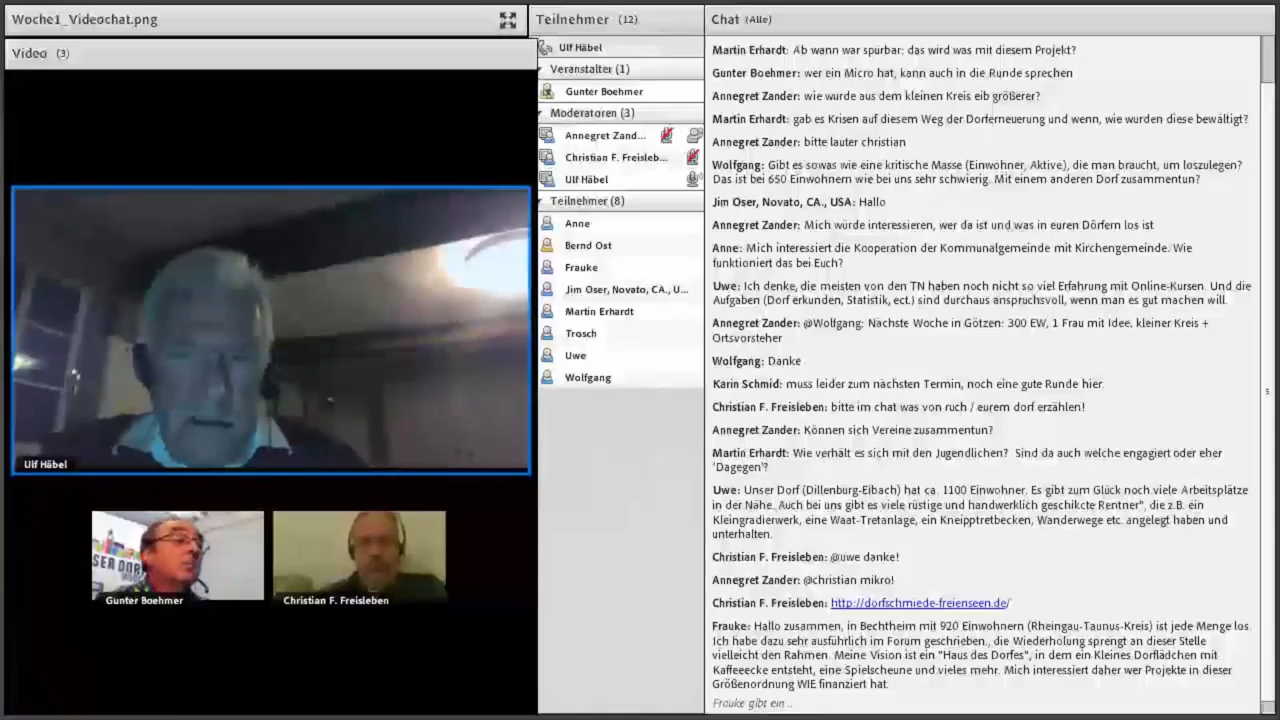 Woche1_Videochat.png
Video (3)
Ulf Häbel
Gunter Boehmer
Christian F. Freisleben
Teilnehmer (12)
Ulf Häbel
Veranstalter (1)
Gunter Boehmer
Moderatoren (3)
Annegret Zand...
Christian F. Freisleb...
Ulf Häbel
Teilnehmer (8)
Anne
Bernd Ost
Frauke
Jim Oser, Novato, CA., U...
Martin Erhardt
Trosch
Uwe
Wolfgang
Chat (Alle)
Martin Erhardt: Ab wann war spürbar: das wird was mit diesem Projekt?
Gunter Boehmer: wer ein Micro hat, kann auch in die Runde sprechen
Annegret Zander: wie wurde aus dem kleinen Kreis eib größerer?
Martin Erhardt: gab es Krisen auf diesem Weg der Dorferneuerung und wenn, wie wurden diese bewältigt?
Annegret Zander: bitte lauter christian
Wolfgang: Gibt es sowas wie eine kritische Masse (Einwohner, Aktive), die man braucht, um loszulegen?
Das ist bei 650 Einwohnern wie bei uns sehr schwierig. Mit einem anderen Dorf zusammentun?
Jim Oser, Novato, CA., USA: Hallo
Annegret Zander: Mich würde interessieren, wer da ist und was in euren Dörfern los ist
Anne: Mich interessiert die Kooperation der Kommunalgemeinde mit Kirchengemeinde. Wie
funktioniert das bei Euch?
Uwe: Ich denke, die meisten von den TN haben noch nicht so viel Erfahrung mit Online-Kursen. Und die
Aufgaben (Dorf erkunden, Statistik, ect.) sind durchaus anspruchsvoll, wenn man es gut machen will.
Annegret Zander: @Wolfgang: Nächste Woche in Götzen: 300 EW, 1 Frau mit Idee, kleiner Kreis +
Ortsvorsteher
Wolfgang: Danke
Karin Schmid: muss leider zum nächsten Termin, noch eine gute Runde hier.
Christian F. Freisleben: bitte im chat was von ruch / eurem dorf erzählen!
Annegret Zander: Können sich Vereine zusammentun?
Martin Erhardt: Wie verhält es sich mit den Jugendlichen? Sind da auch welche engagiert oder eher
'Dagegen'?
Uwe: Unser Dorf (Dillenburg-Eibach) hat ca. 1100 Einwohner. Es gibt zum Glück noch viele Arbeitsplätze
in der Nähe. Auch bei uns gibt es viele rüstige und handwerklich geschikcte Rentner", die z.B. ein
Kleingradierwerk, eine Waat-Tretanlage, ein Kneipptretbecken, Wanderwege etc. angelegt haben und
unterhalten.
Christian F. Freisleben: @uwe danke!
Annegret Zander: @christian mikro!
Christian F. Freisleben: http://dorfschmiede-freienseen.de/
Frauke: Hallo zusammen, in Bechtheim mit 920 Einwohnern (Rheingau-Taunus-Kreis) ist jede Menge los.
Ich habe dazu sehr ausführlich im Forum geschrieben., die Wiederholung sprengt an dieser Stelle
vielleicht den Rahmen. Meine Vision ist ein "Haus des Dorfes", in dem ein Kleines Dorflädchen mit
Kaffeeecke entsteht, eine Spielscheune und vieles mehr. Mich interessiert daher wer Projekte in dieser
Größenordnung WIE finanziert hat.
Frauke gibt ein ..